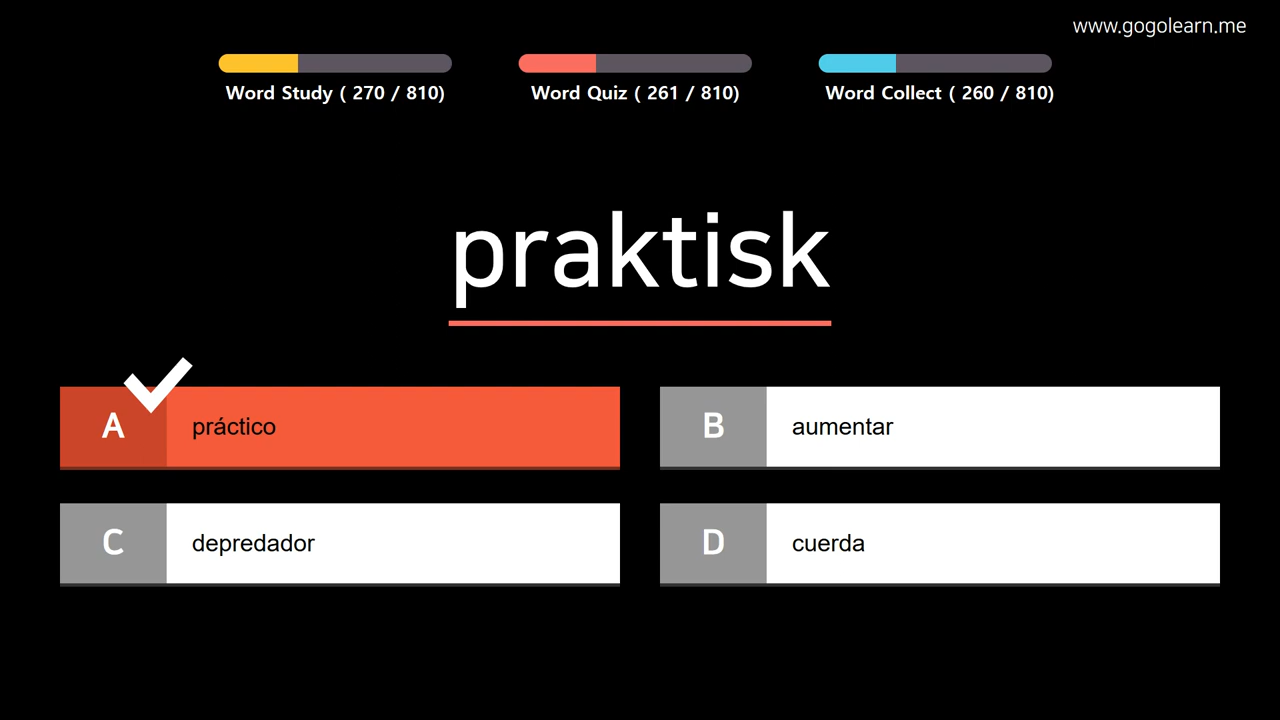 www.gogolearn.me
Word Study ( 270 / 810)
Word Quiz ( 261 / 810)
Word Collect ( 260 / 810)
praktisk
A práctico
B aumentar
C depredador
D cuerda